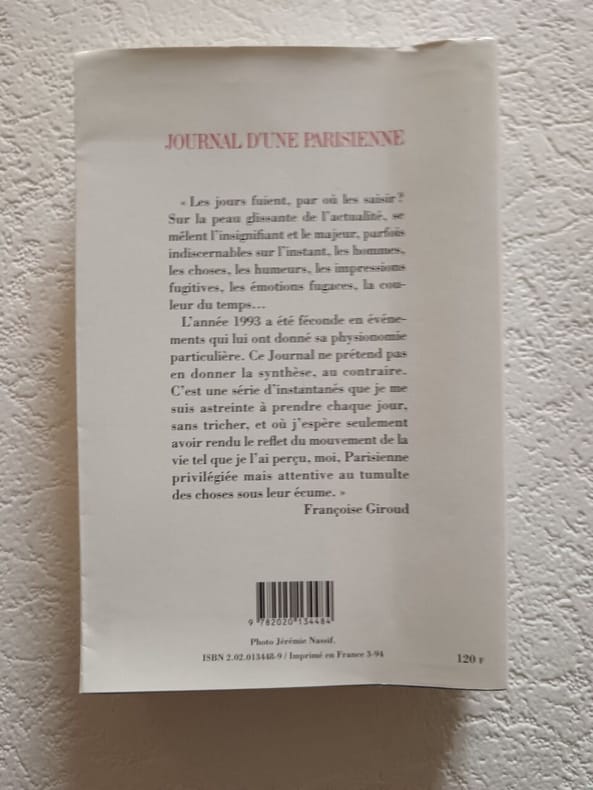 JOURNAL D'UNE PARISIENNE
« Les jours fuient, par où les saisir ?
Sur la peau glissante de l'actualité, se
mêlent l'insignifiant et le majeur, parfois
indiscernables sur l'instant, les hommes,
les choses, les humeurs, les impressions
fugitives, les émotions fugaces, la cou-
leur du temps...
L'année 1993 a été féconde en événe-
ments qui lui ont donné sa physionomie
particulière. Ce Journal ne prétend pas
en donner la synthèse, au contraire.
C'est une série d'instantanés que je me
suis astreinte à prendre chaque jour,
sans tricher, et où j'espère seulement
avoir rendu le reflet du mouvement de la
vie tel que je l'ai perçu, moi, Parisienne
privilégiée mais attentive au tumulte
des choses sous leur écume. »
Françoise Giroud
9 782020 134484
Photo Jérémie Nassif.
ISBN 2.02.013448-9 / Imprimé en France 3-94
120 F